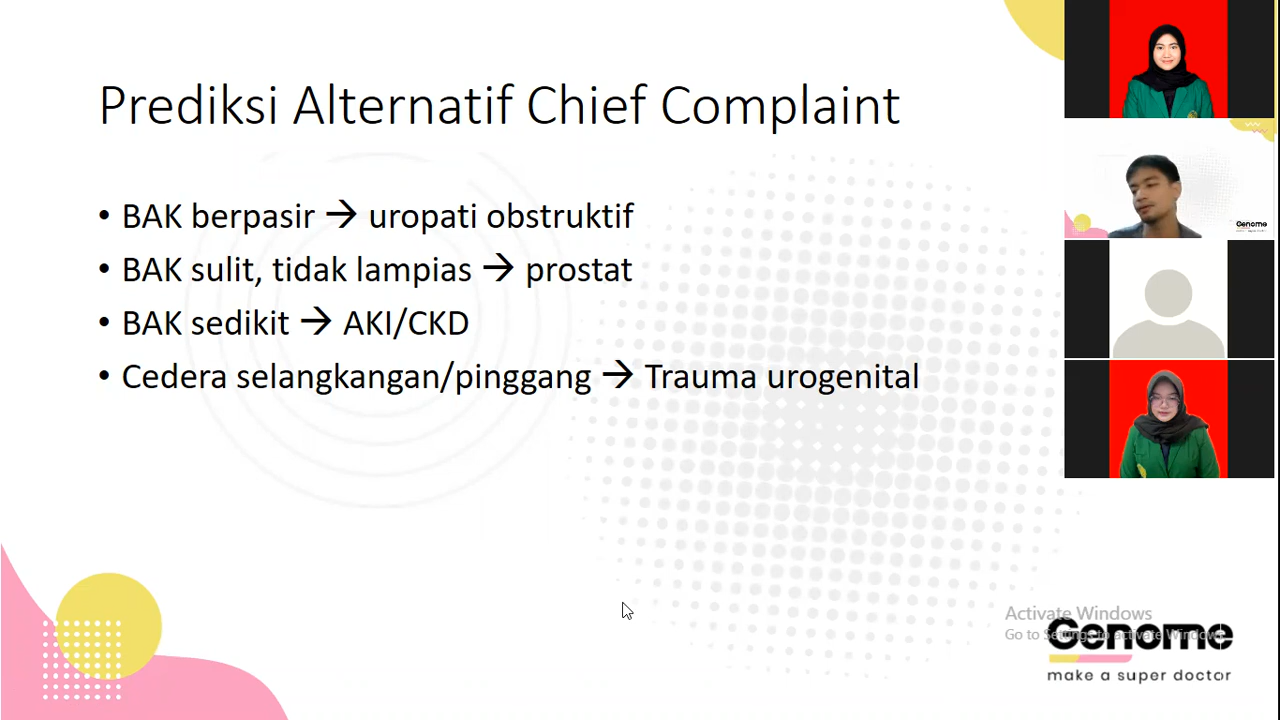 Prediksi Alternatif Chief Complaint
• BAK berpasir → uropati obstruktif
• BAK sulit, tidak lampias → prostat
• BAK sedikit → AKI/CKD
• Cedera selangkangan/pinggang → Trauma urogenital
Genome
Activate Windows
Go to Settings to activate Windows.
Genome
make a super doctor